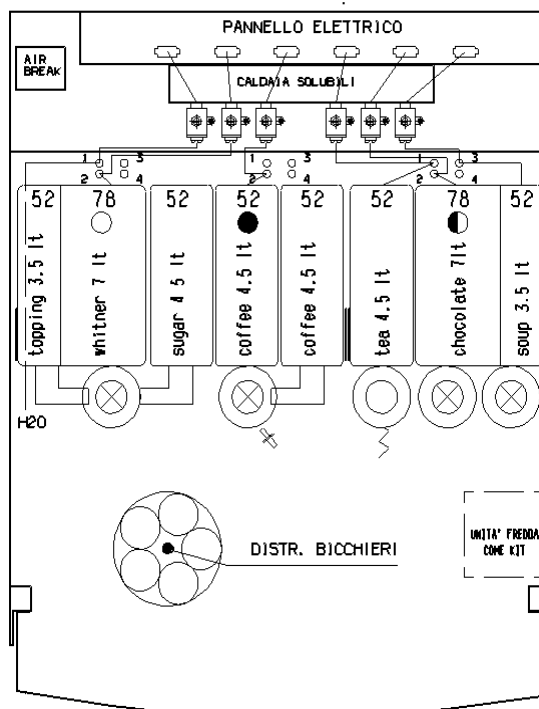 PANNELLO ELETTRICO
AIR
BREAK
CALDAIA SOLUBILI
1 3 1 3 1 3
2 4 2 4 2 4
52 78 52 52 52 52 78 52
topping 3.5 lt
whitner 7 lt
sugar 4 5 lt
coffee 4.5 lt
coffee 4.5 lt
tea 4.5 lt
chocolate 7lt
soup 3.5 lt
H2O
DISTR. BICCHIERI
UNITA' FREDDA
COME KIT